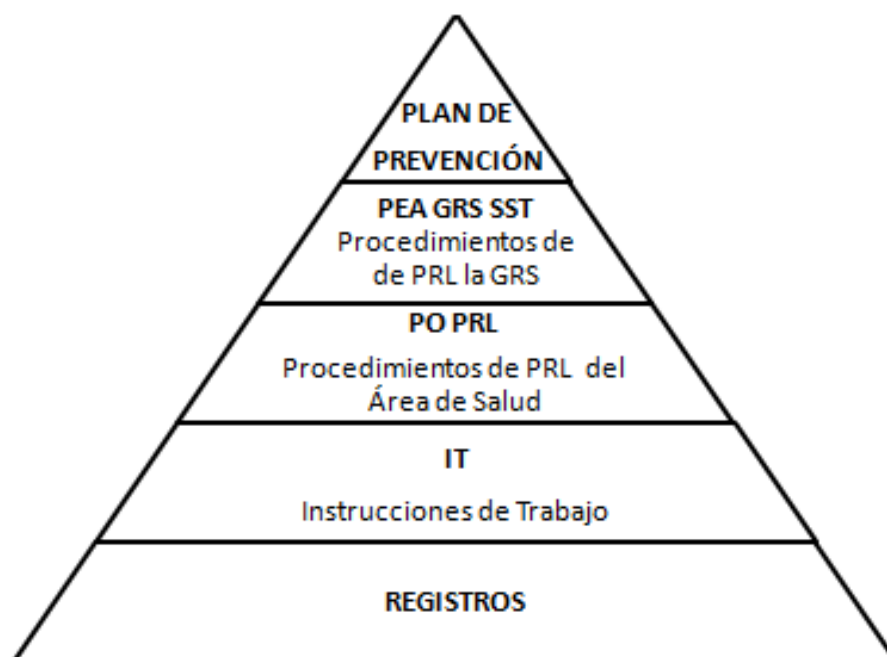 PLAN DE
PREVENCIÓN
PEA GRS SST
Procedimientos de
de PRL la GRS
PO PRL
Procedimientos de PRL del
Área de Salud
IT
Instrucciones de Trabajo
REGISTROS